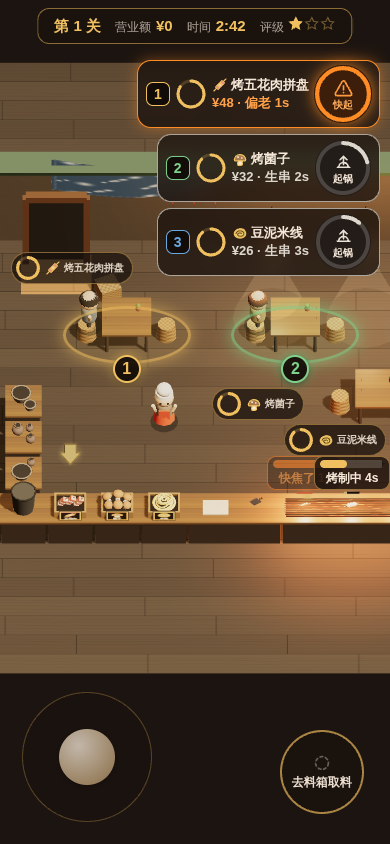 第 1 关 营业额 ¥0 时间 2:42 评级
1 烤五花肉拼盘
¥48 · 偏老 1s
快起
2 烤菌子
¥32 · 生串 2s
起锅
3 豆泥米线
¥26 · 生串 3s
起锅
烤五花肉拼盘
1
2
烤菌子
豆泥米线
快焦了
烤制中 4s
去料箱取料